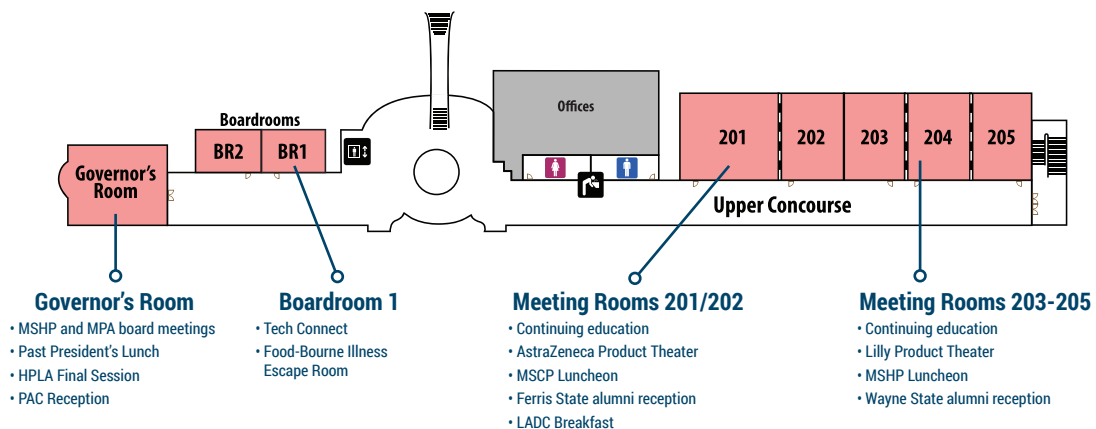 Offices
Boardrooms
BR2
BR1
Governor's
Room
201
202
203
204
205
Upper Concourse
Governor's Room
• MSHP and MPA board meetings
• Past President's Lunch
• HPLA Final Session
• PAC Reception
Boardroom 1
• Tech Connect
• Food-Bourne Illness
Escape Room
Meeting Rooms 201/202
• Continuing education
• AstraZeneca Product Theater
• MSCP Luncheon
• Ferris State alumni reception
• LADC Breakfast
Meeting Rooms 203-205
• Continuing education
• Lilly Product Theater
• MSHP Luncheon
• Wayne State alumni reception